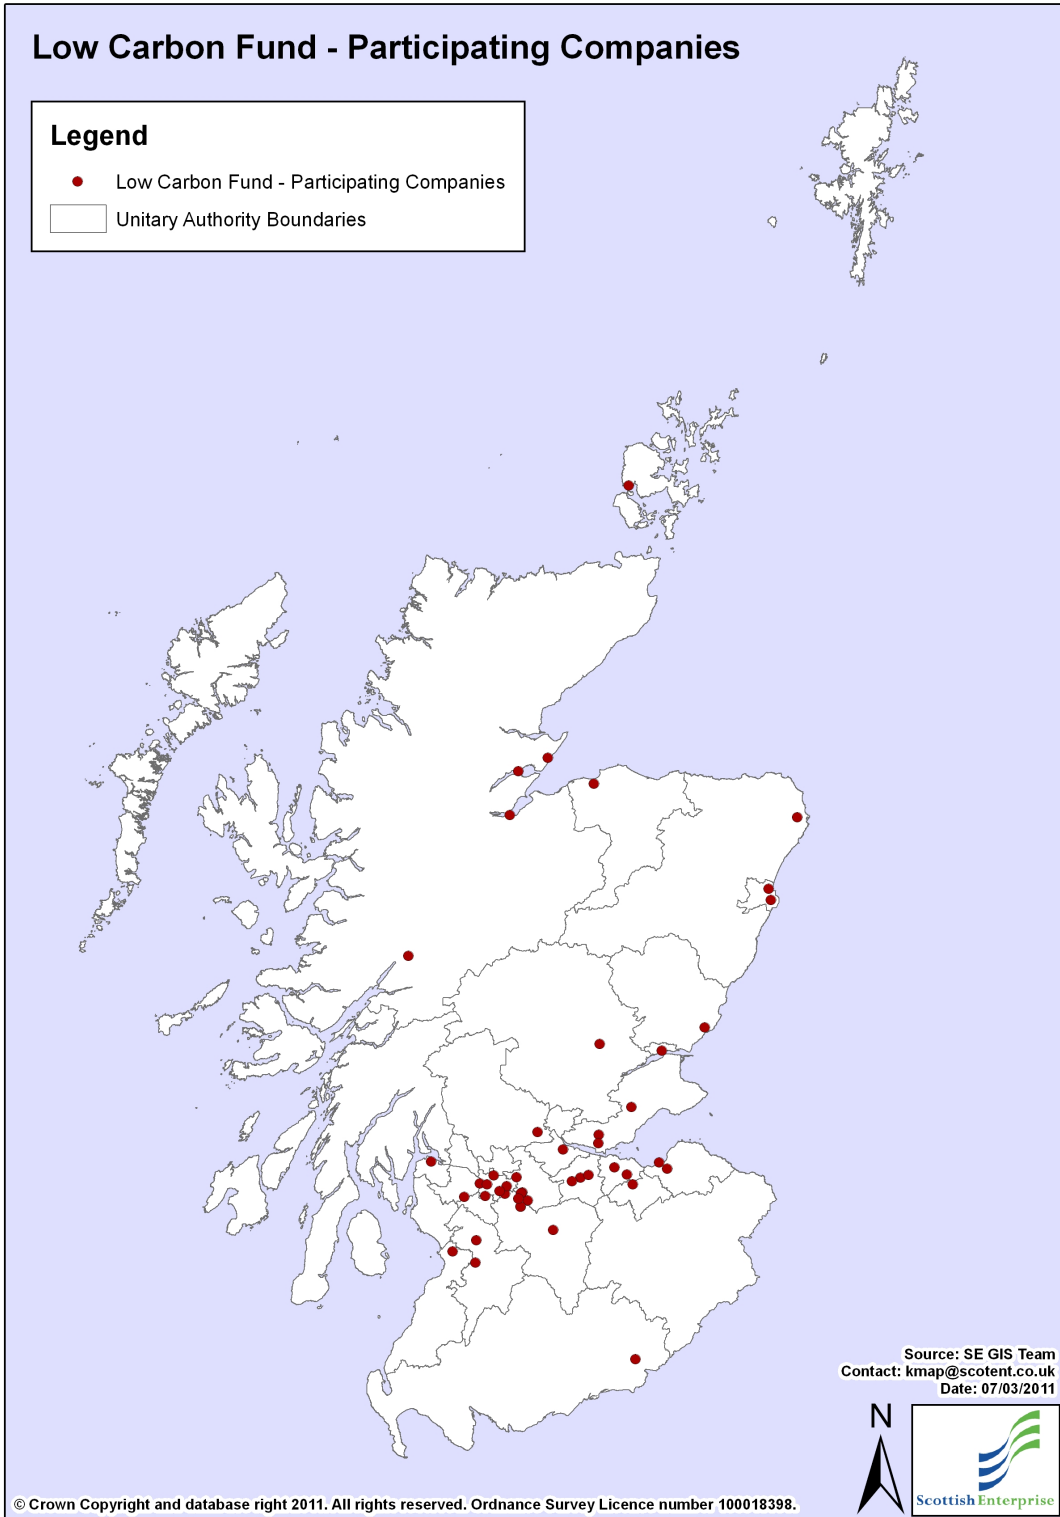 Low Carbon Fund - Participating Companies
Legend
Low Carbon Fund - Participating Companies
Unitary Authority Boundaries
Source: SE GIS Team
Contact: kmap@scotent.co.uk
Date: 07/03/2011
N
Scottish Enterprise
© Crown Copyright and database right 2011. All rights reserved. Ordnance Survey Licence number 100018398.